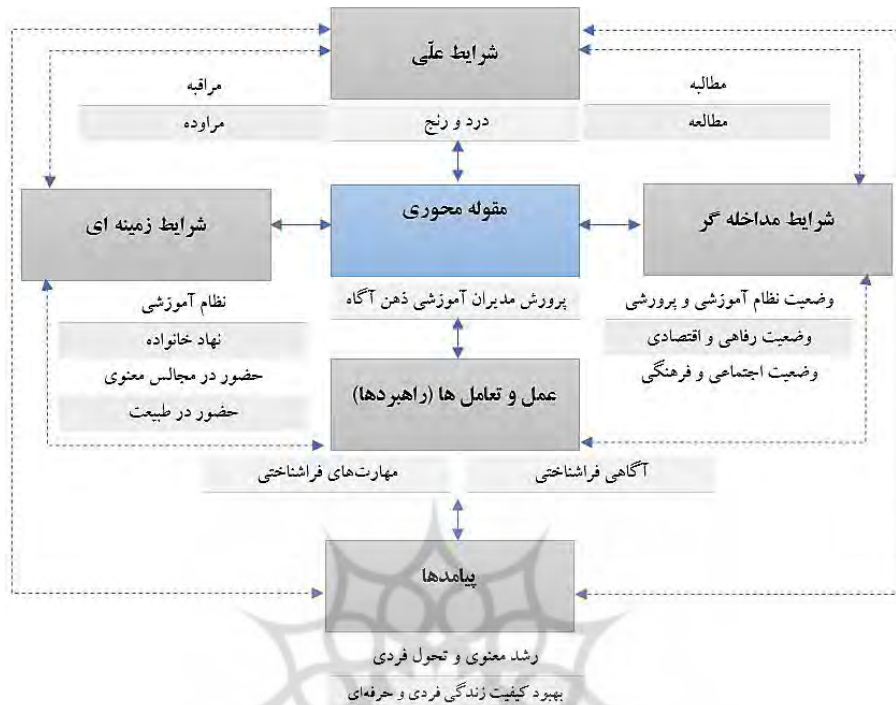 شرایط علّی
مطالبه
مراقبه
مطالعه
درد و رنج
مراوده
شرایط مداخله گر
مقوله محوری
شرایط زمینه ای
وضعیت نظام آموزشی و پرورشی
پرورش مدیران آموزشی ذهن آگاه
نظام آموزشی
وضعیت رفاهی و اقتصادی
نهاد خانواده
وضعیت اجتماعی و فرهنگی
حضور در مجالس معنوی
حضور در طبیعت
عمل و تعامل ها (راهبردها)
آگاهی فراشناختی
مهارت‌های فراشناختی
پیامدها
رشد معنوی و تحول فردی
بهبود کیفیت زندگی فردی و حرفه‌ای